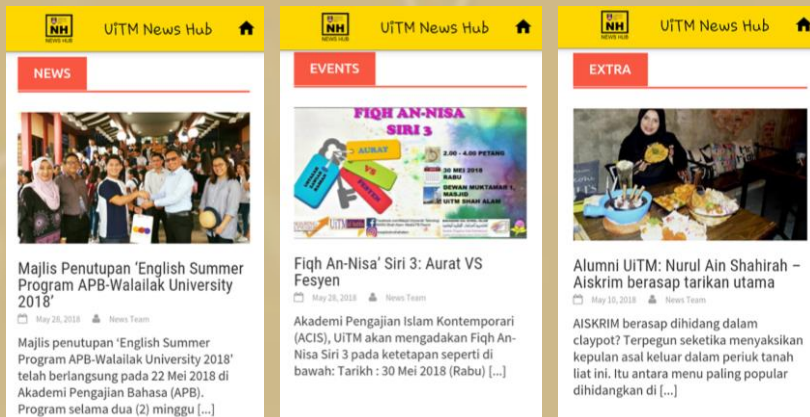 NH
NEWS HUB
UiTM News Hub
NEWS
Majlis Penutupan ‘English Summer
Program APB-Walailak University
2018’
May 28, 2018 News Team
Majlis penutupan ‘English Summer
Program APB-Walailak University 2018’
telah berlangsung pada 22 Mei 2018 di
Akademi Pengajian Bahasa (APB).
Program selama dua (2) minggu [...]
NH
NEWS HUB
UiTM News Hub
EVENTS
FIQH AN-NISA
SIRI 3
AURAT
VS
FESYEN
2.00 - 4.00 PETANG
30 MEI 2018
RABU
DEWAN MUKTAMAR 1,
MASJID
UiTM SHAH ALAM
Fiqh An-Nisa’ Siri 3: Aurat VS
Fesyen
May 28, 2018 News Team
Akademi Pengajian Islam Kontemporari
(ACIS), UiTM akan mengadakan Fiqh An-
Nisa Siri 3 pada ketetapan seperti di
bawah: Tarikh : 30 Mei 2018 (Rabu) [...]
NH
NEWS HUB
UiTM News Hub
EXTRA
Alumni UiTM: Nurul Ain Shahirah –
Aiskrim berasap tarikan utama
May 10, 2018 News Team
AISKRIM berasap dihidang dalam
claypot? Terpegun seketika menyaksikan
kepulan asal keluar dalam periuk tanah
liat ini. Itu antara menu paling popular
dihidangkan di [...]